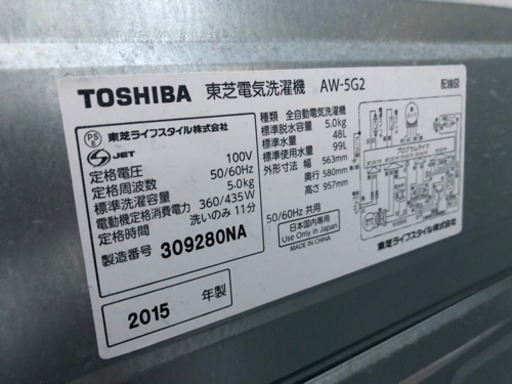 TOSHIBA 東芝電気洗濯機 AW-5G2 配線図
PS E 東芝ライフスタイル株式会社
S JET
定格電圧 100V
定格周波数 50/60Hz
標準洗濯容量 5.0kg
電動機定格消費電力 360/435W
定格時間 洗いのみ 11分
製造番号 309280NA
2015 年製
種類 全自動電気洗濯機
標準脱水容量 5.0kg
標準水量 48L
標準使用水量 99L
外形寸法 幅 563mm
奥行 580mm
高さ 957mm
50/60Hz 共用
日本国内専用
Use Only in Japan
MADE IN CHINA
東芝ライフスタイル株式会社